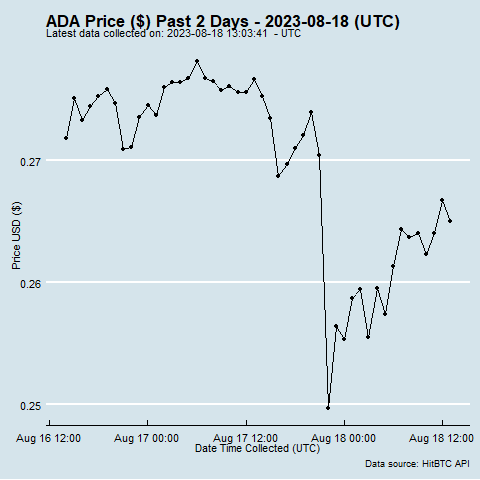 ADA Price ($) Past 2 Days - 2023-08-18 (UTC)
Latest data collected on: 2023-08-18 13:03:41 - UTC
Price USD ($)
0.27
0.26
0.25
Aug 16 12:00 Aug 17 00:00 Aug 17 12:00 Aug 18 00:00 Aug 18 12:00
Date Time Collected (UTC)
Data source: HitBTC API